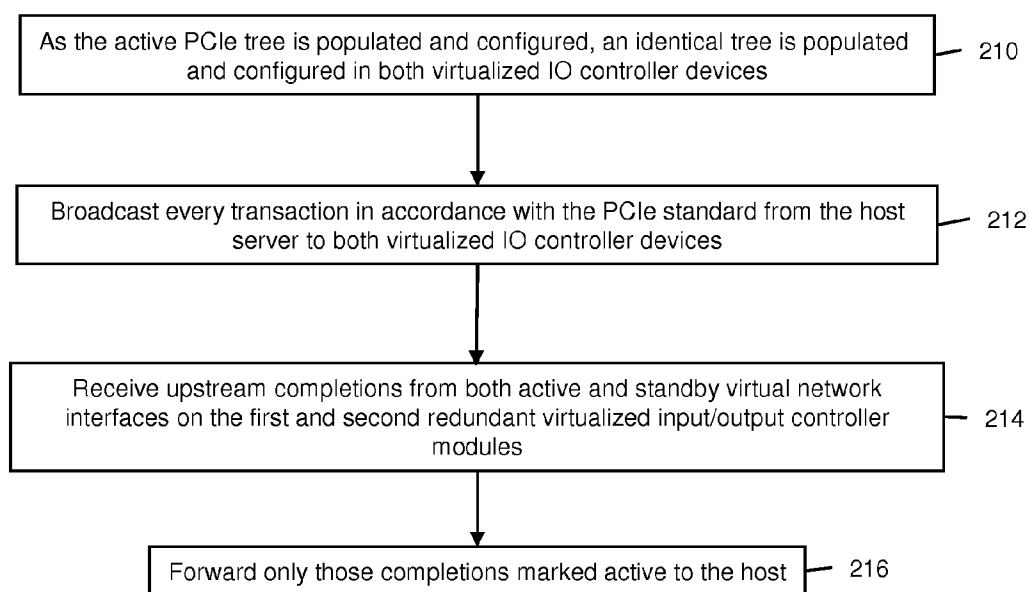 As the active PCIe tree is populated and configured, an identical tree is populated
and configured in both virtualized IO controller devices
210
Broadcast every transaction in accordance with the PCIe standard from the host
server to both virtualized IO controller devices
212
Receive upstream completions from both active and standby virtual network
interfaces on the first and second redundant virtualized input/output controller
modules
214
Forward only those completions marked active to the host
216